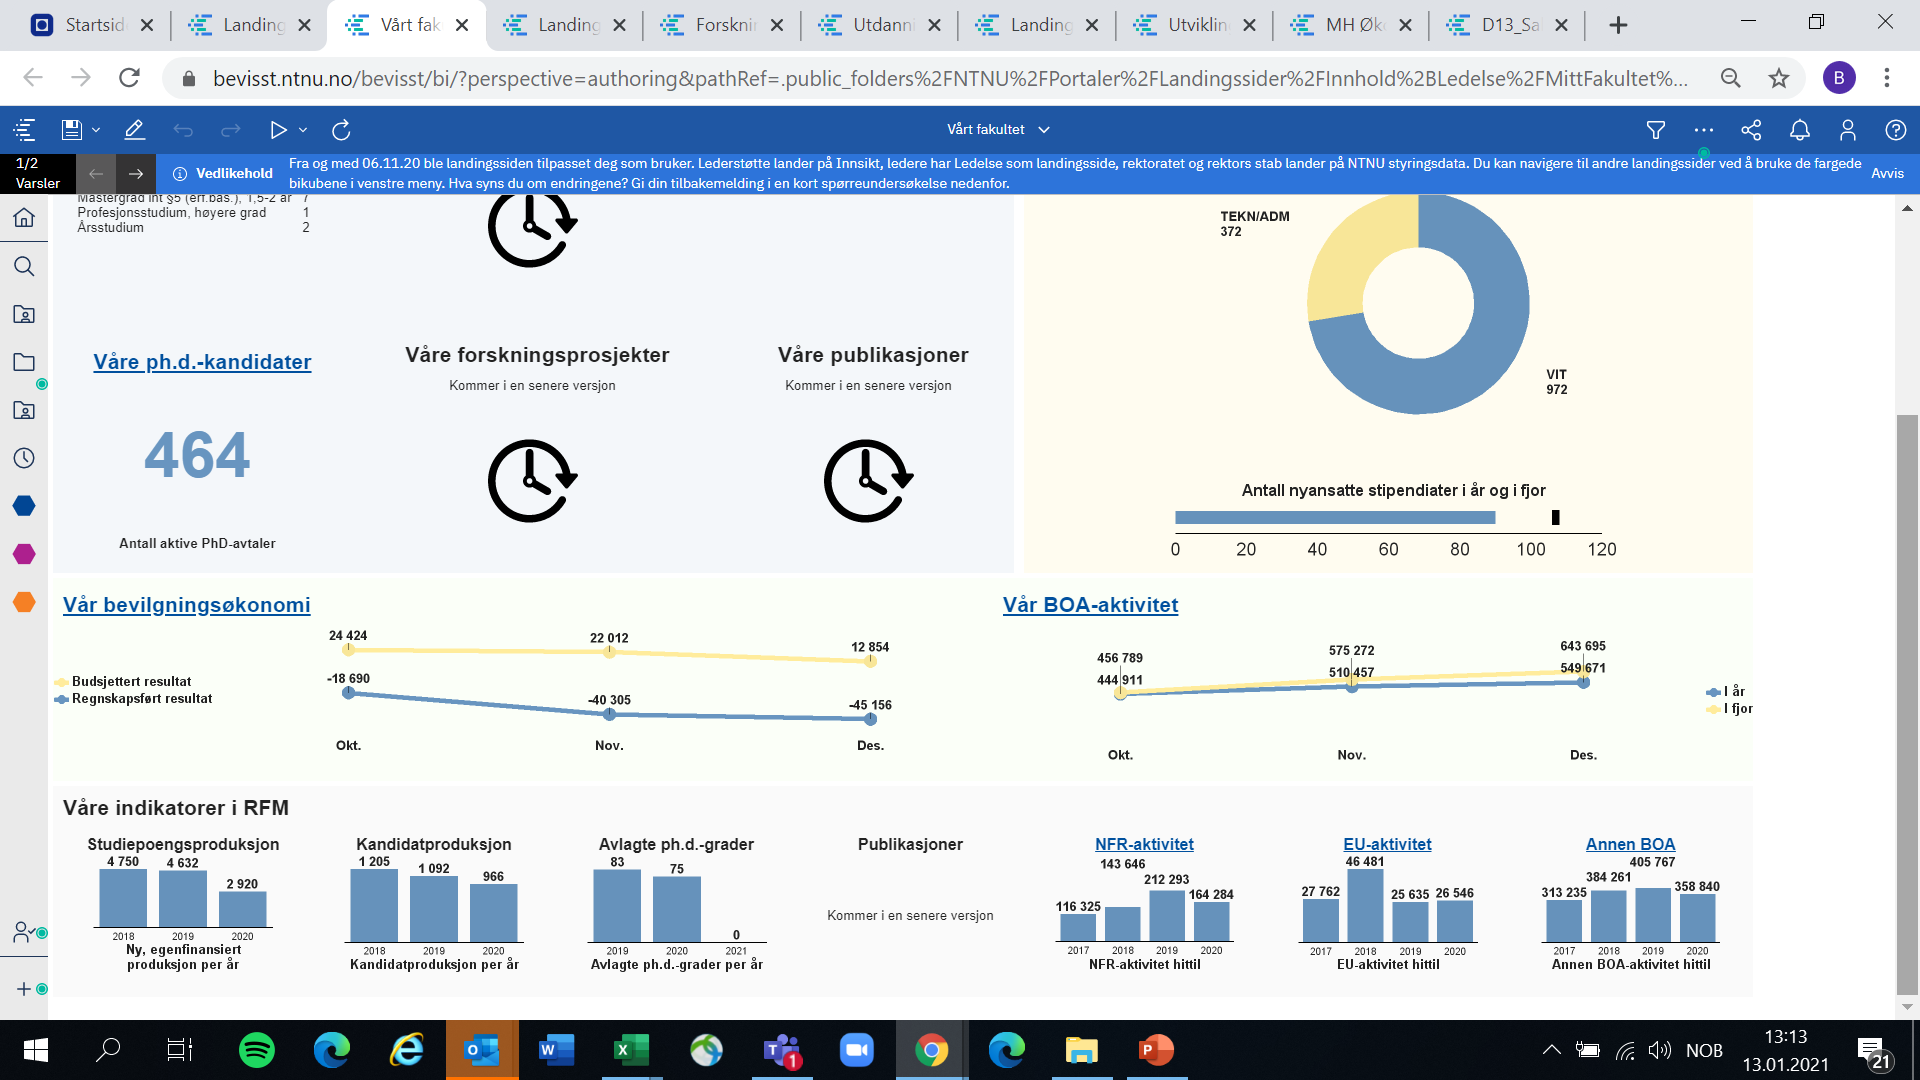 Startsid
Landing
Vårt fak
Landing
Forsknin
Utdanni
Landing
Utviklin
MH Øko
D13_Sa
bevisst.ntnu.no/bevisst/bi/?perspective=authoring&pathRef=.public_folders%2FNTNU%2FPortaler%2FLandingssider%2FInnhold%2BLedelse%2FMittFakultet%...
B
Vårt fakultet
1/2
Varsler
Vedlikehold
Fra og med 06.11.20 ble landingssiden tilpasset deg som bruker. Lederstøtte lander på Innsikt, ledere har Ledelse som landingsside, rektoratet og rektors stab lander på NTNU styringsdata. Du kan navigere til andre landingssider ved å bruke de fargede
bikubene i venstre meny. Hva syns du om endringene? Gi din tilbakemelding i en kort spørreundersøkelse nedenfor.
Avvis
Mastergrad int §5 (erf.bas.), 1,5-2 år 7
Profesjonsstudium, høyere grad 1
Årsstudium 2
TEKN/ADM
372
VIT
972
Våre ph.d.-kandidater
464
Antall aktive PhD-avtaler
Våre forskningsprosjekter
Kommer i en senere versjon
Våre publikasjoner
Kommer i en senere versjon
Antall nyansatte stipendiater i år og i fjor
0 20 40 60 80 100 120
Vår bevilgningsøkonomi
24 424 22 012 12 854
Budsjettert resultat
Regnskapsført resultat
-18 690 -40 305 -45 156
Okt. Nov. Des.
Vår BOA-aktivitet
456 789 575 272 643 695
444 911 510 457 549 671
I år
I fjor
Okt. Nov. Des.
Våre indikatorer i RFM
Studiepoengsproduksjon
4 750 4 632 2 920
2018 2019 2020
Ny, egenfinansiert
produksjon per år
Kandidatproduksjon
1 205 1 092 966
2018 2019 2020
Kandidatproduksjon per år
Avlagte ph.d.-grader
83 75 0
2019 2020 2021
Avlagte ph.d.-grader per år
Publikasjoner
Kommer i en senere versjon
NFR-aktivitet
116 325 143 646 212 293 164 284
2017 2018 2019 2020
NFR-aktivitet hittil
EU-aktivitet
27 762 46 481 25 635 26 546
2017 2018 2019 2020
EU-aktivitet hittil
Annen BOA
313 235 384 261 405 767 358 840
2017 2018 2019 2020
Annen BOA-aktivitet hittil
1
NOB
13:13
13.01.2021
21